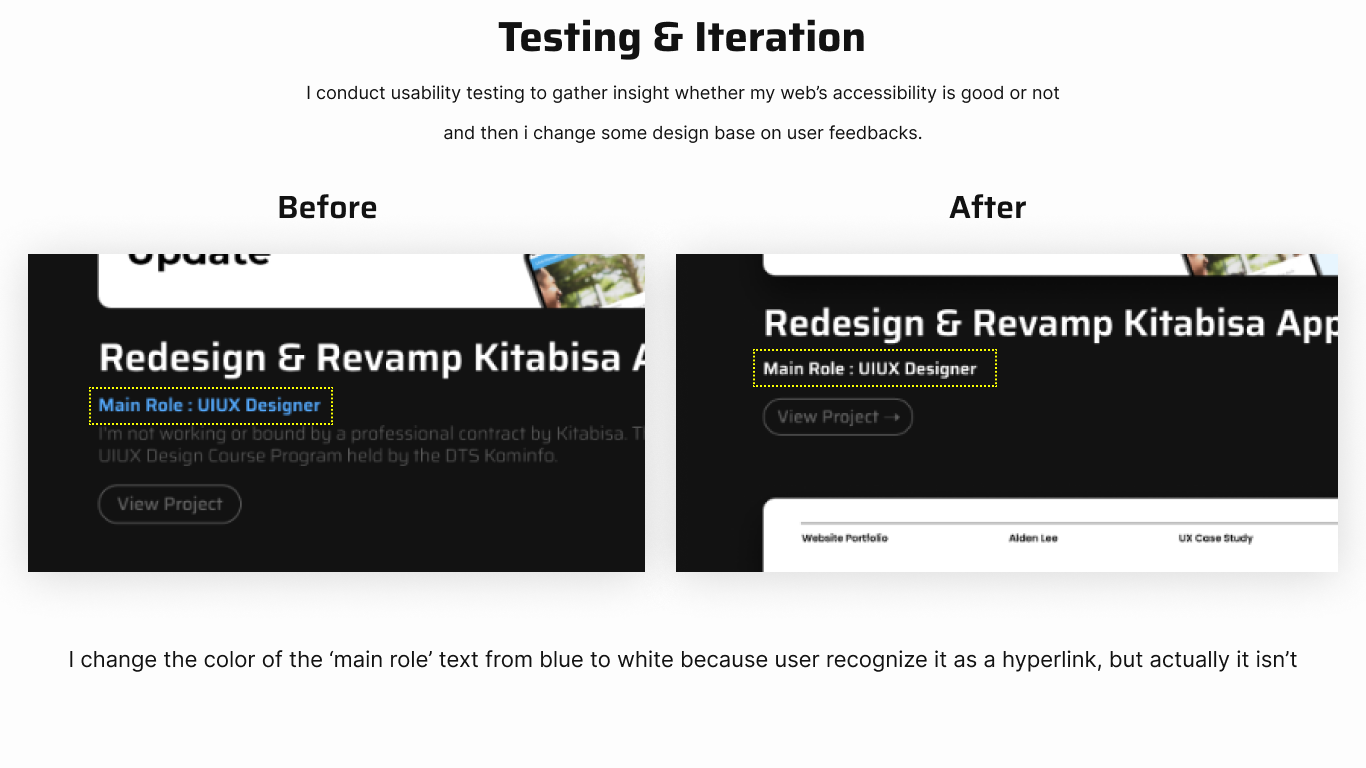 Testing & Iteration
I conduct usability testing to gather insight whether my web’s accessibility is good or not
and then i change some design base on user feedbacks.
Before
After
Update
Redesign & Revamp Kitabisa A
Main Role : UIUX Designer
I'm not working or bound by a professional contract by Kitabisa. Th
UIUX Design Course Program held by the DTS Kominfo.
View Project
Redesign & Revamp Kitabisa App
Main Role : UIUX Designer
View Project →
Website Portfolio
Alden Lee
UX Case Study
I change the color of the ‘main role’ text from blue to white because user recognize it as a hyperlink, but actually it isn’t